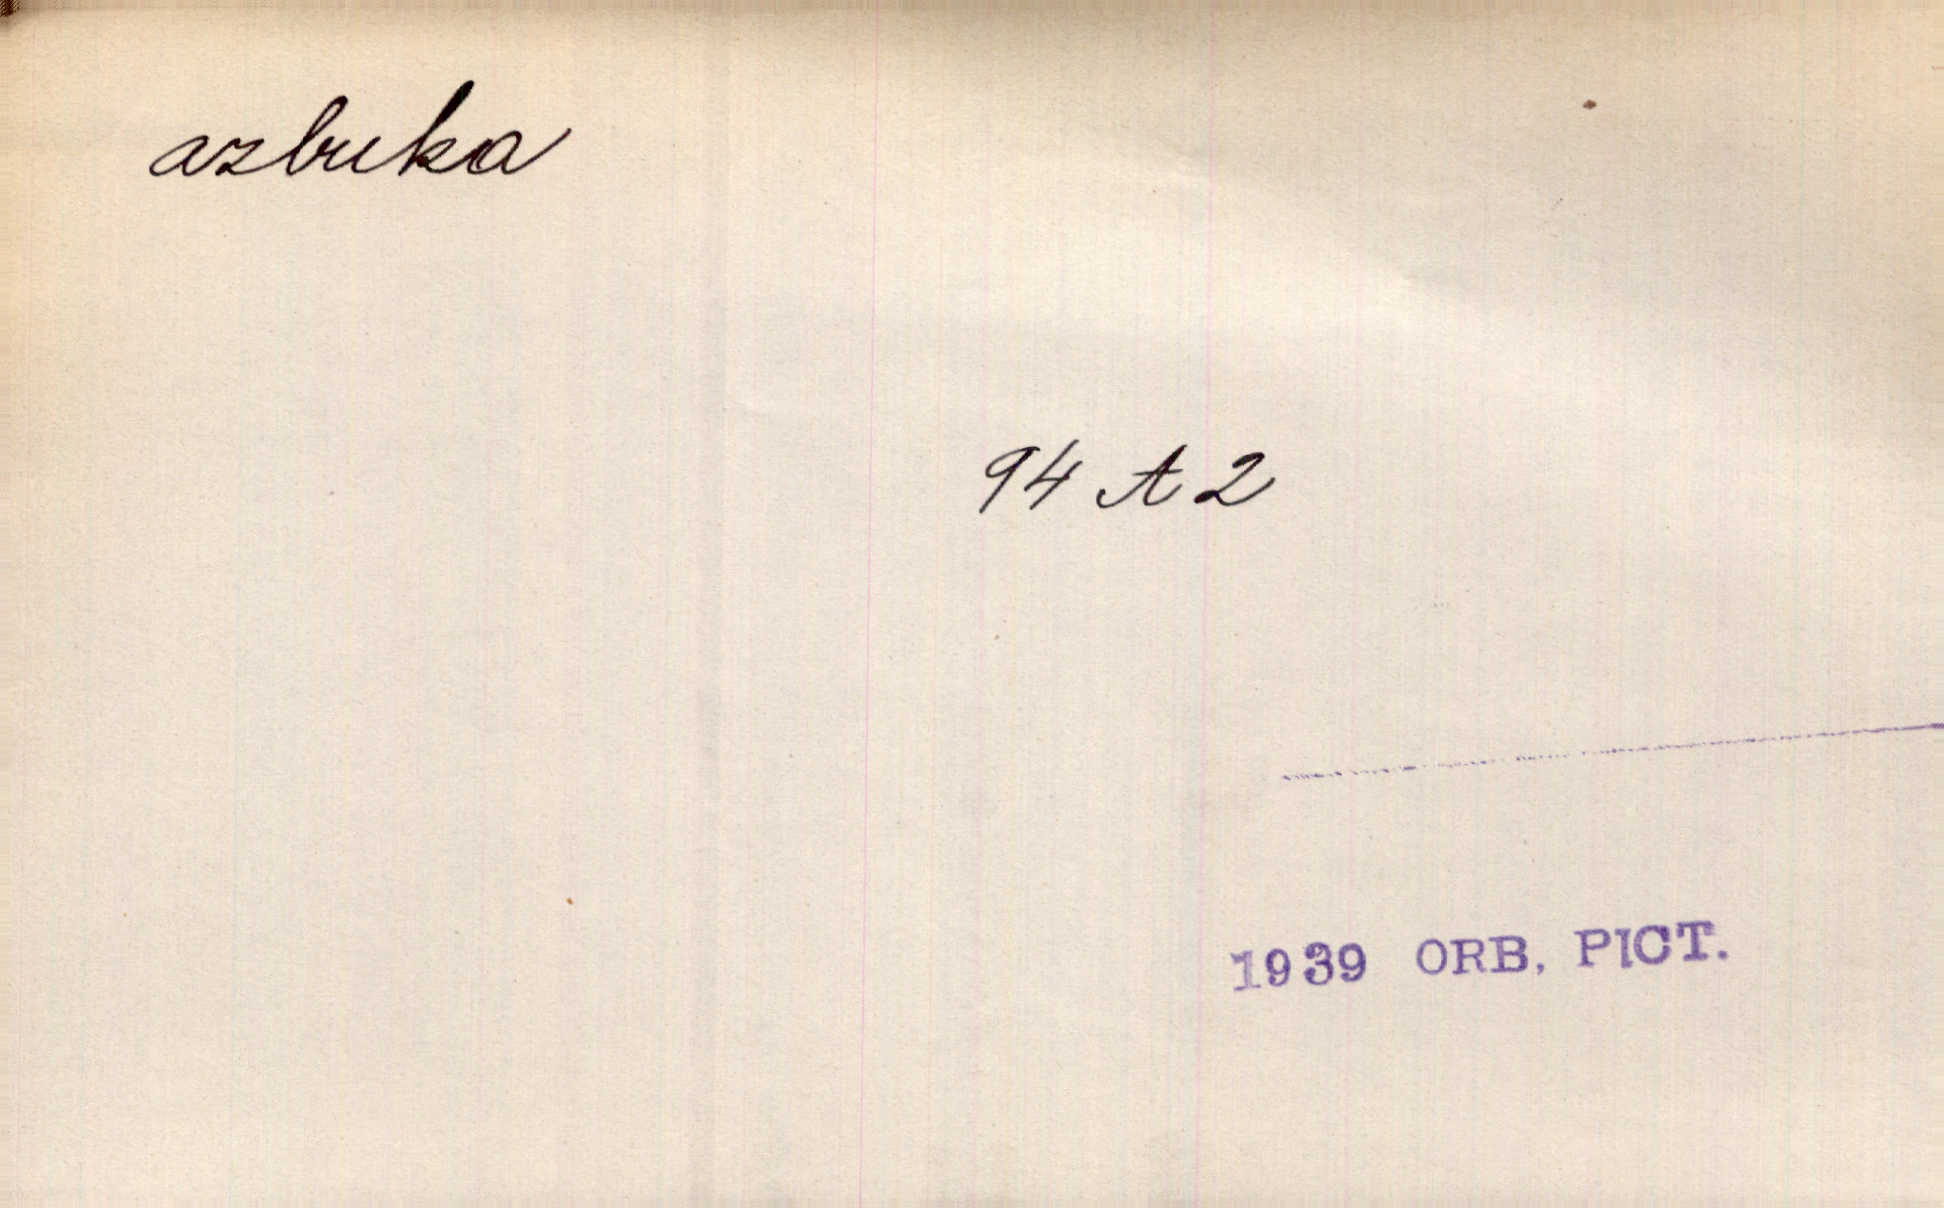 azbuka
94 A 2
1939 ORB. PICT.